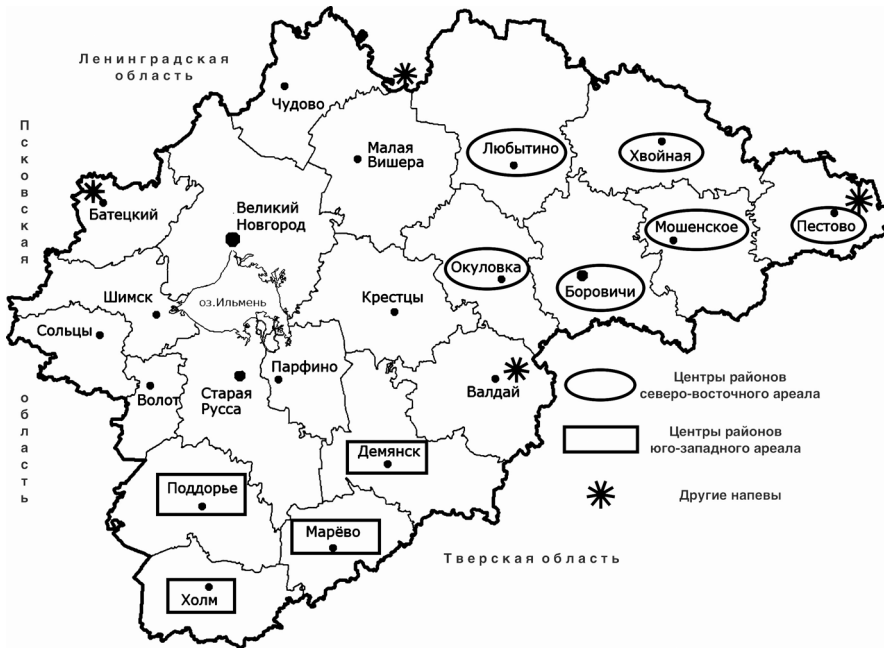 Ленинградская
область
Псковская
область
Чудово
Малая
Вишера
Любытино
Хвойная
Батецкий
Великий
Новгород
Мошенское
Пестово
Окуловка
Боровичи
Шимск
оз.Ильмень
Крестцы
Сольцы
Парфино
Волот
Старая
Русса
Валдай
Демянск
Поддорье
Марёво
Холм
Тверская область
Центры районов
северо-восточного ареала
Центры районов
юго-западного ареала
Другие напевы